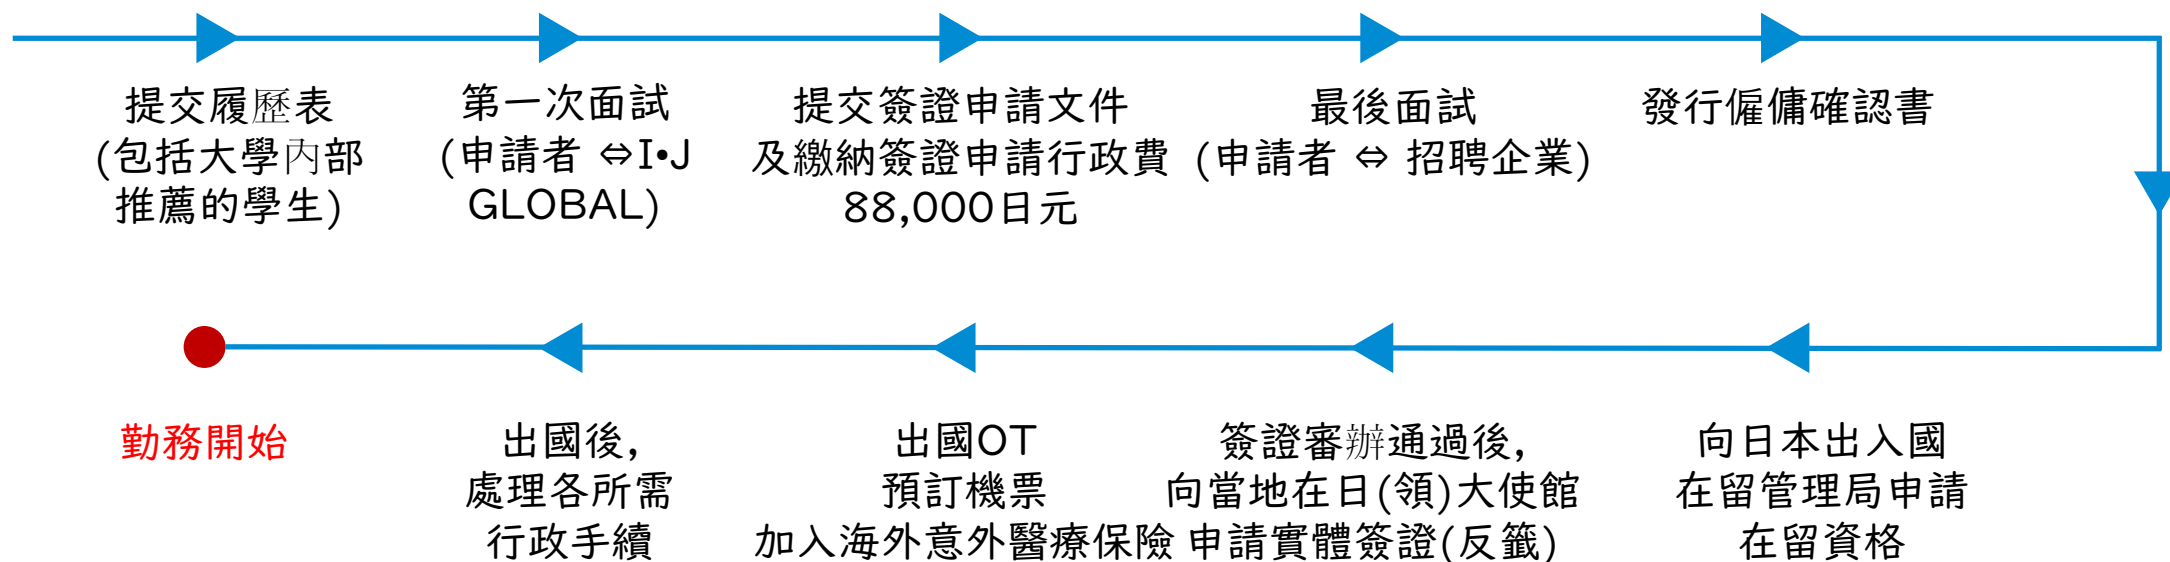 提交履歷表
(包括大學內部
推薦的學生)
第一次面試
(申請者 ⇔I•J
GLOBAL)
提交簽證申請文件
及繳納簽證申請行政費
88,000日元
最後面試
(申請者 ⇔ 招聘企業)
發行僱傭確認書
向日本出入國
在留管理局申請
在留資格
簽證審辦通過後,
向當地在日(領)大使館
申請實體簽證(反籤)
出國OT
預訂機票
加入海外意外醫療保險
出國後,
處理各所需
行政手續
勤務開始